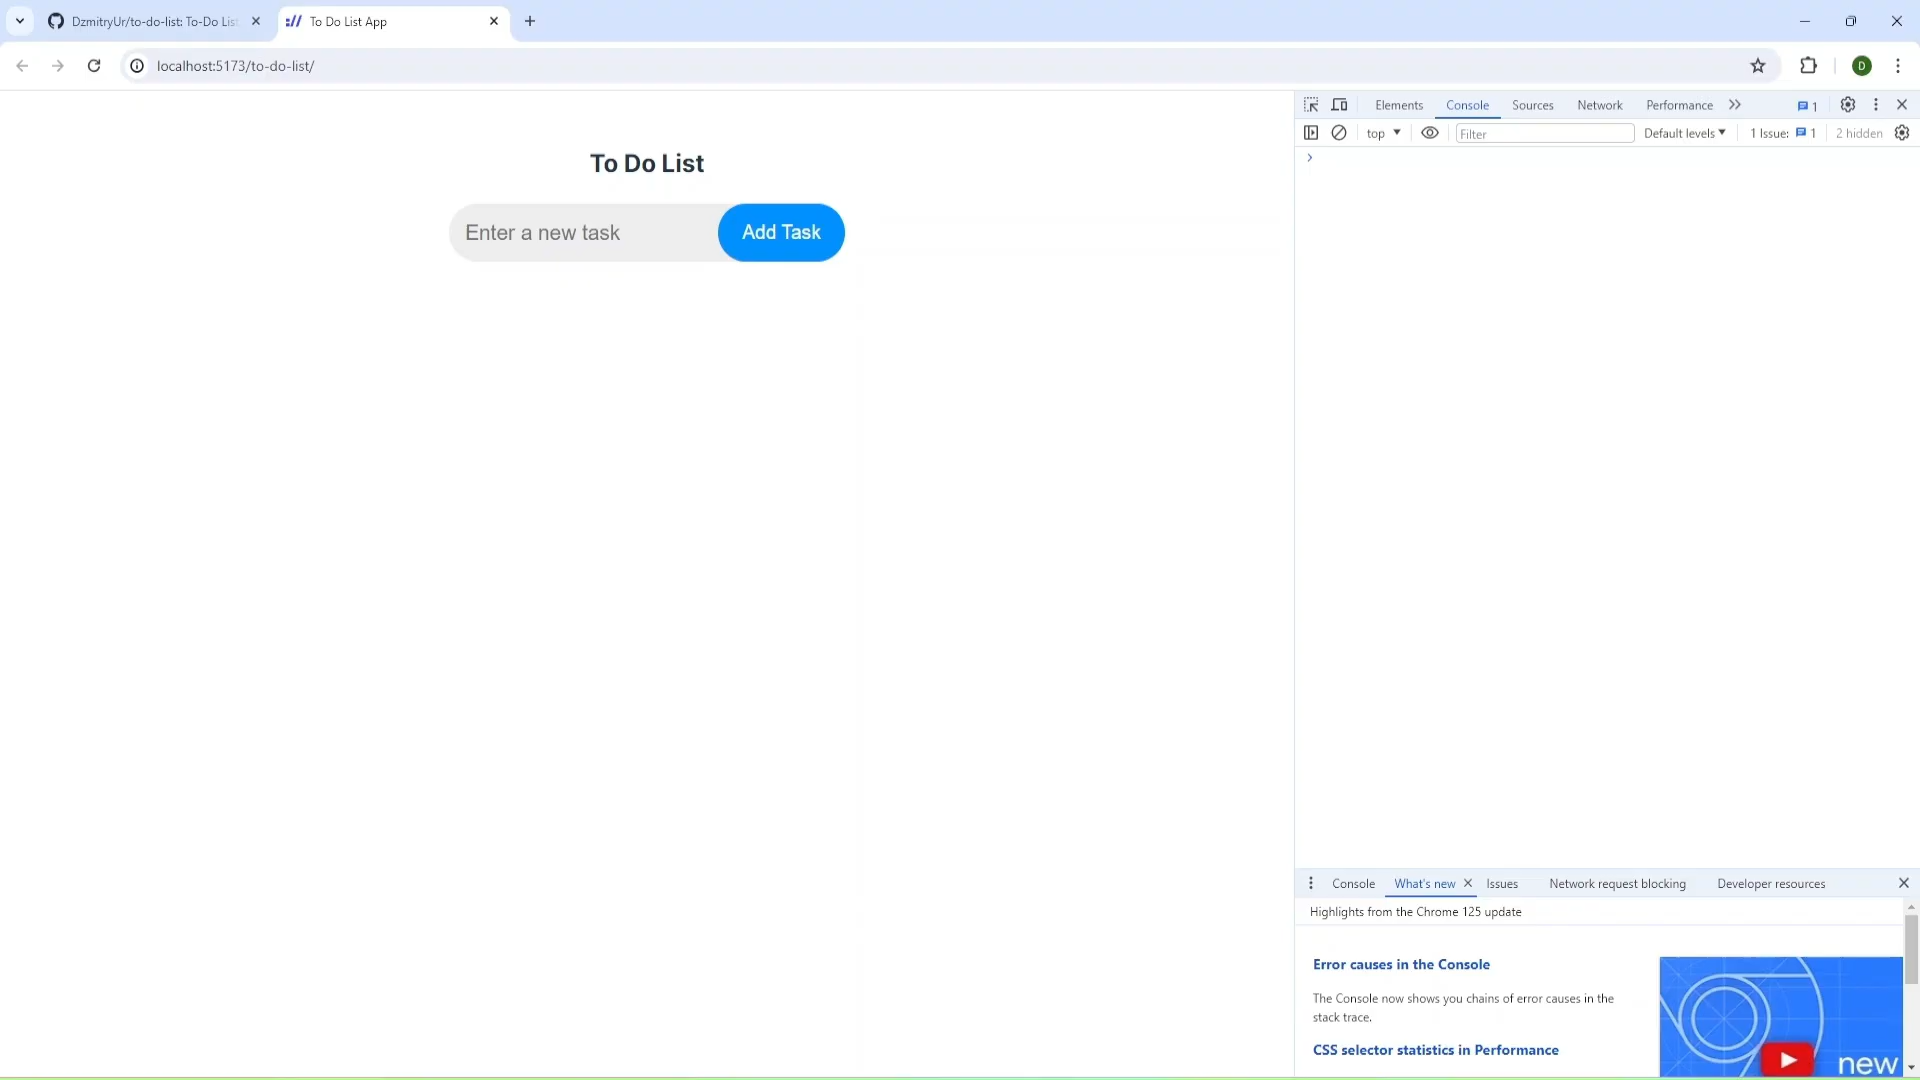 DzmitryUr/to-do-list: To-Do Lis
To Do List App
localhost:5173/to-do-list/
D
Elements
Console
Sources
Network
Performance
1
top
Filter
Default levels
1 Issue:
1
2 hidden
To Do List
Enter a new task
Add Task
Console
What's new
Issues
Network request blocking
Developer resources
Highlights from the Chrome 125 update
Error causes in the Console
The Console now shows you chains of error causes in the
stack trace.
CSS selector statistics in Performance
new